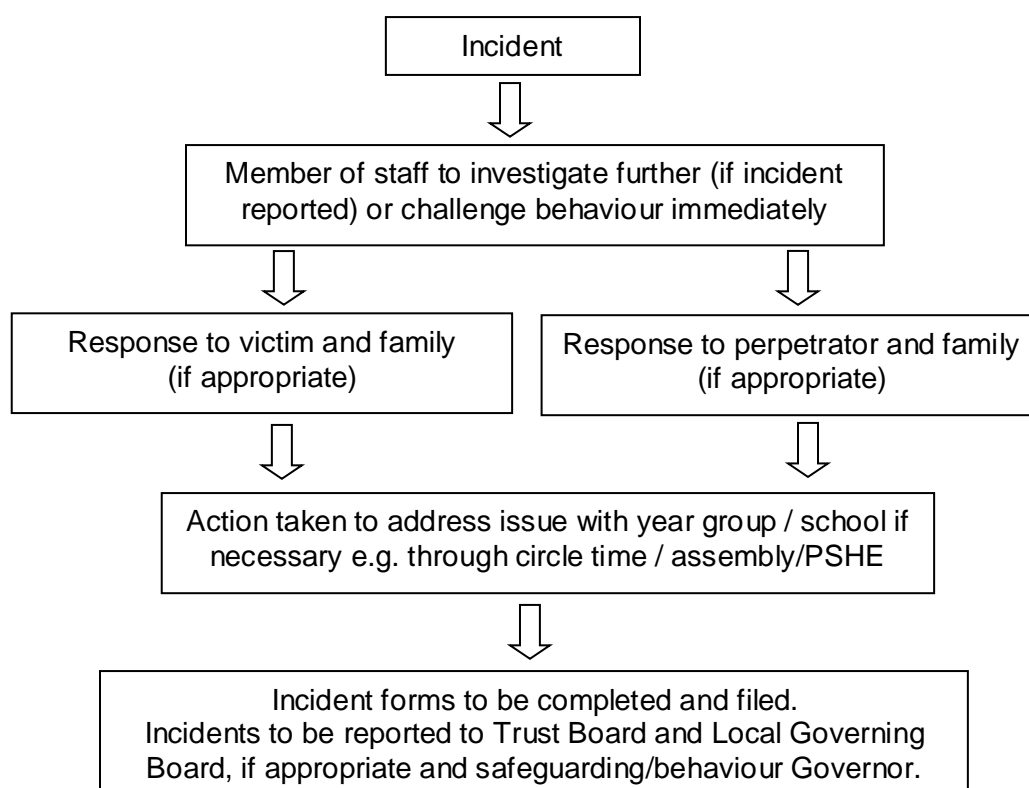 Incident
Member of staff to investigate further (if incident
reported) or challenge behaviour immediately
Response to victim and family
(if appropriate)
Response to perpetrator and family
(if appropriate)
Action taken to address issue with year group / school if
necessary e.g. through circle time / assembly/PSHE
Incident forms to be completed and filed.
Incidents to be reported to Trust Board and Local Governing
Board, if appropriate and safeguarding/behaviour Governor.